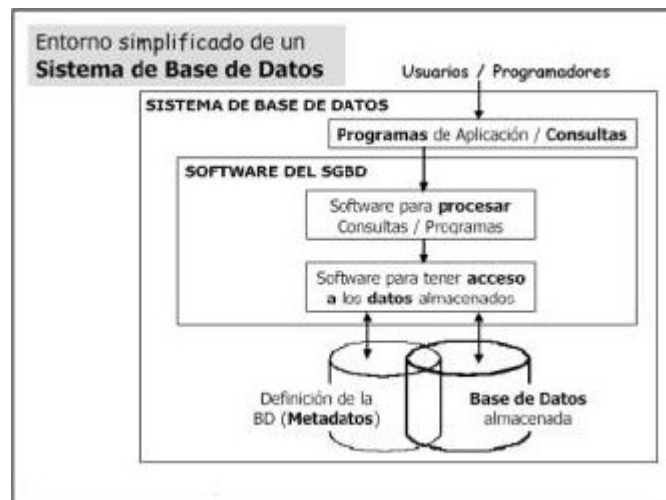 Entorno simplificado de un
Sistema de Base de Datos
Usuarios / Programadores
SISTEMA DE BASE DE DATOS
Programas de Aplicación / Consultas
SOFTWARE DEL SGBD
Software para procesar
Consultas / Programas
Software para tener acceso
a los datos almacenados
Definición de la
BD (Metadatos)
Base de Datos
almacenada